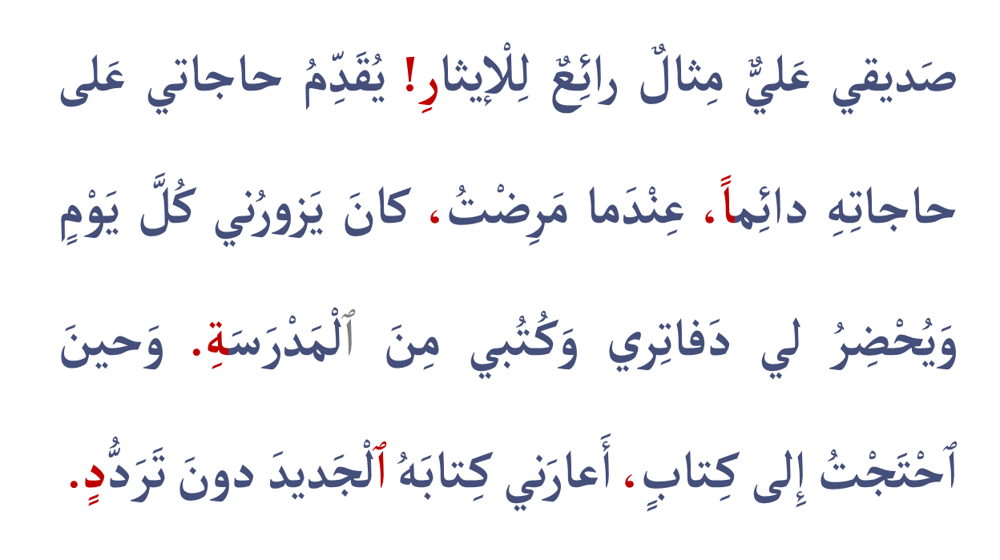 صَديقي عَليٌّ مِثالٌ رائِعٌ لِلْإيثارِ! يُقَدِّمُ حاجاتي عَلى
حاجاتِهِ دائِماً، عِنْدَما مَرِضْتُ، كانَ يَزورُني كُلَّ يَوْمٍ
وَيُحْضِرُ لي دَفاتِري وَكُتُبي مِنَ ٱلْمَدْرَسَةِ. وَحينَ
ٱحْتَجْتُ إِلى كِتابٍ، أَعارَني كِتابَهُ ٱلْجَديدَ دونَ تَرَدُّدٍ.